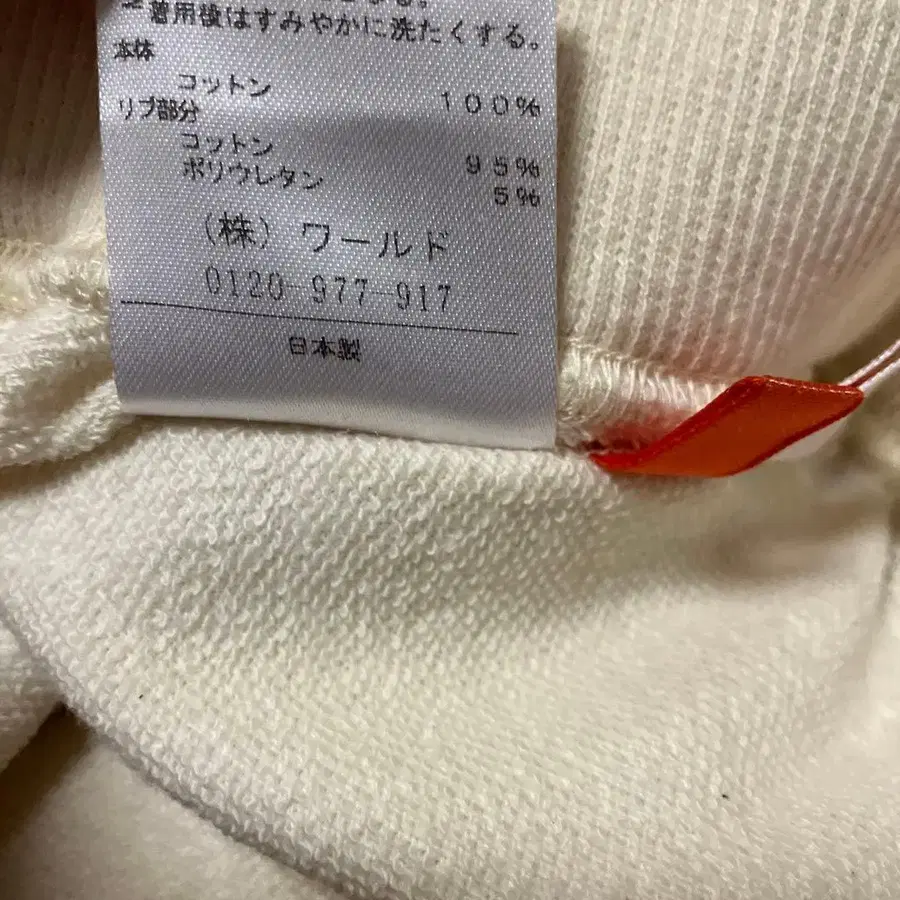 着用後はすみやかに洗たくする。
本体
コットン 100%
リブ部分
コットン 95%
ポリウレタン 5%
(株) ワールド
0120-977-917
日本製